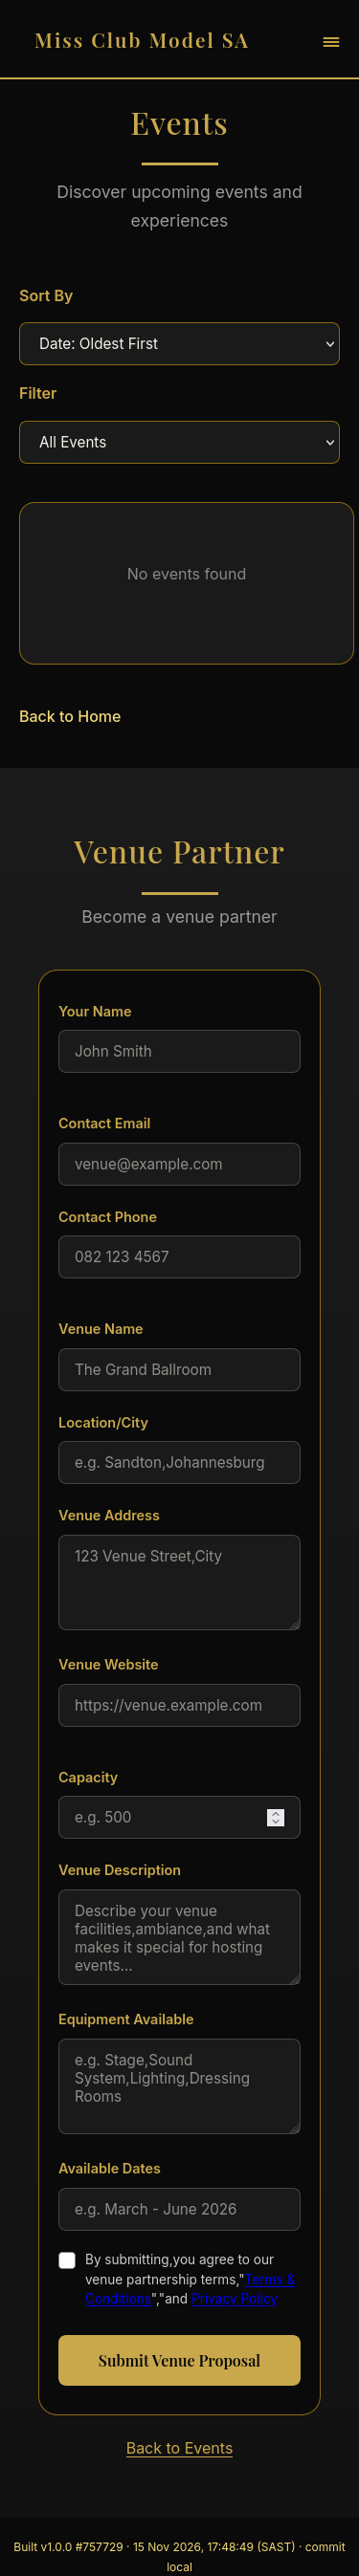 Miss Club Model SA
Events
Discover upcoming events and
experiences
Sort By
Date: Oldest First
Filter
All Events
No events found
Back to Home
Venue Partner
Become a venue partner
Your Name
John Smith
Contact Email
venue@example.com
Contact Phone
082 123 4567
Venue Name
The Grand Ballroom
Location/City
e.g. Sandton,Johannesburg
Venue Address
123 Venue Street,City
Venue Website
https://venue.example.com
Capacity
e.g. 500
Venue Description
Describe your venue
facilities,ambiance,and what
makes it special for hosting
events...
Equipment Available
e.g. Stage,Sound
System,Lighting,Dressing
Rooms
Available Dates
e.g. March - June 2026
By submitting,you agree to our
venue partnership terms,"Terms &
Conditions","and Privacy Policy
Submit Venue Proposal
Back to Events
Built v1.0.0 #757729 · 15 Nov 2026, 17:48:49 (SAST) · commit
local